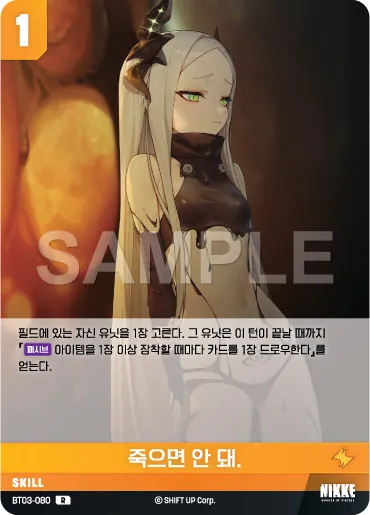 1
SAMPLE
필드에 있는 자신 유닛을 1장 고른다. 그 유닛은 이 턴이 끝날 때까지
「패시브 아이템을 1장 이상 장착할 때마다 카드를 1장 드로우한다」를
얻는다.
죽으면 안 돼.
SKILL
BT03-080 R
© SHIFT UP Corp.
NIKKE